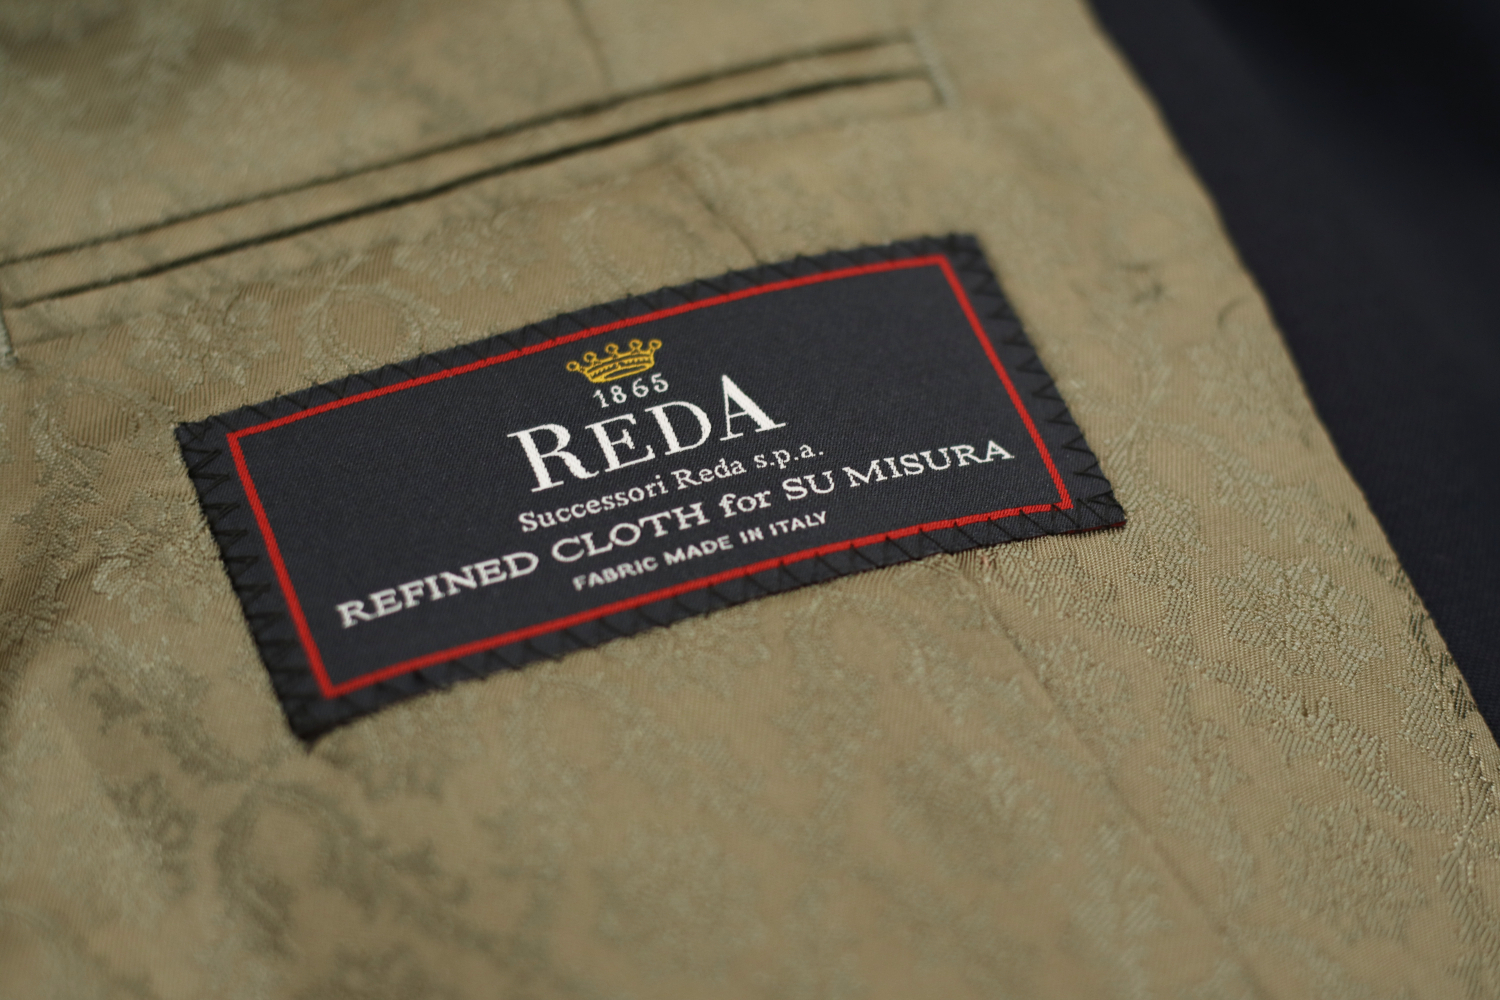 1865
REDA
Successori Reda s.p.a.
REFINED CLOTH for SU MISURA
FABRIC MADE IN ITALY